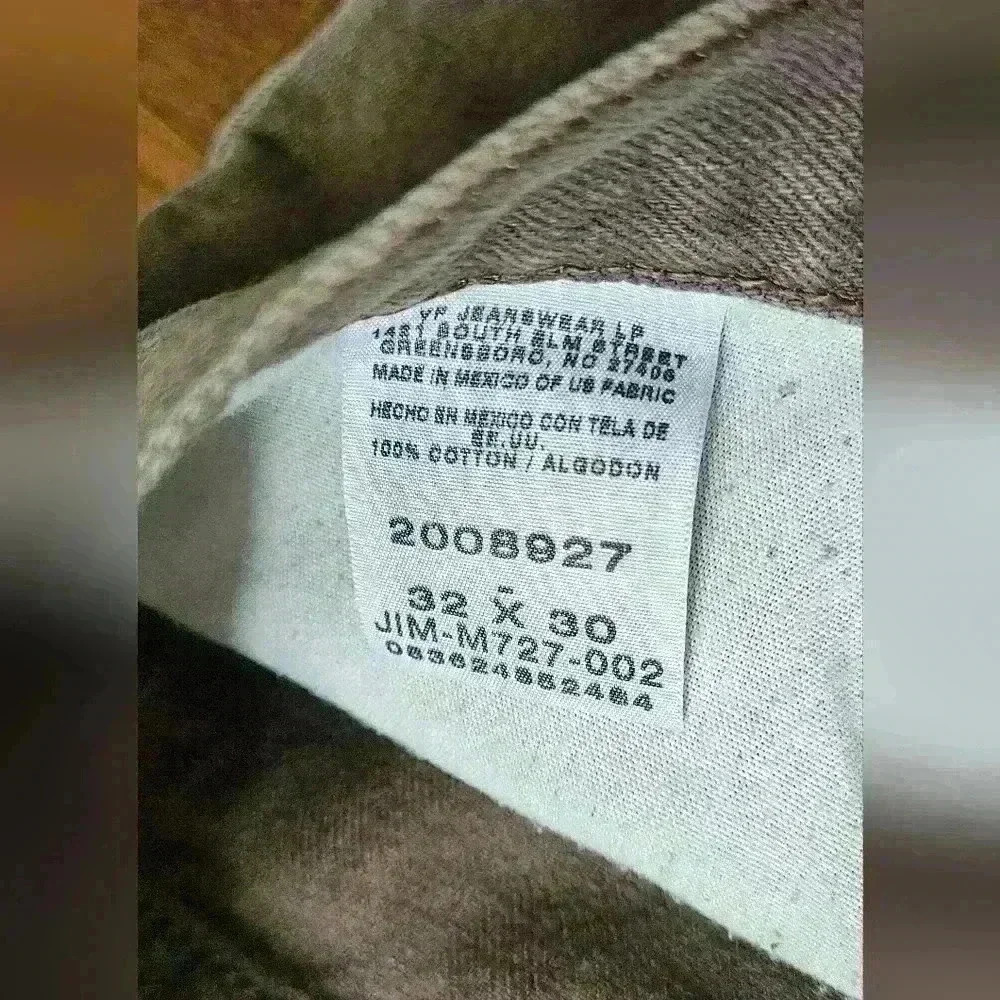 VF JEANSWEAR LP
1421 SOUTH ELM STREET
GREENSBORO, NC 27406
MADE IN MEXICO OF US FABRIC
HECHO EN MEXICO CON TELA DE
EE.UU.
100% COTTON / ALGODON
2008927
32 X 30
JIM-M727-002